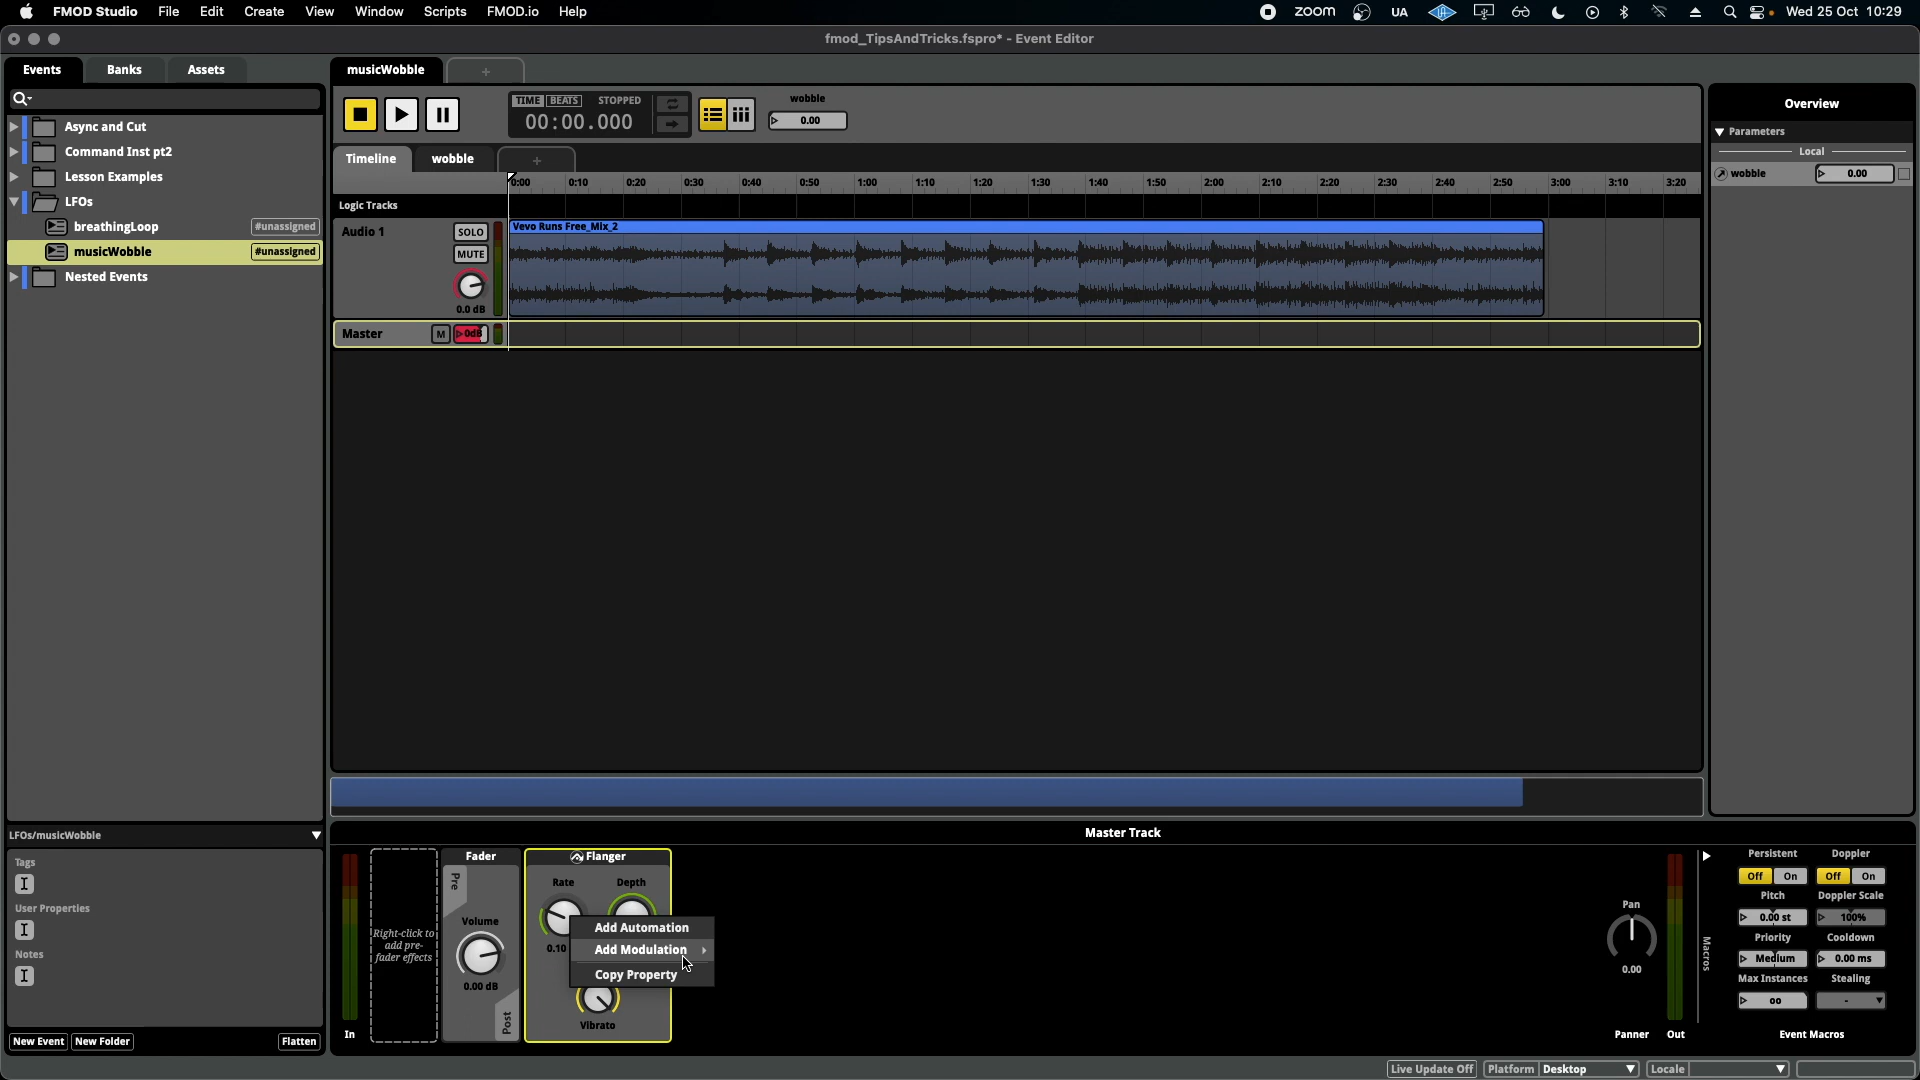 FMOD Studio File Edit Create View Window Scripts FMOD.io Help zoom UA Wed 25 Oct 10:29
fmod_TipsAndTricks.fspro* - Event Editor
Events Banks Assets
musicWobble +
Overview
TIME BEATS STOPPED
00:00.000
wobble
0.00
Async and Cut
Command Inst pt2
Lesson Examples
LFOs
breathingLoop #unassigned
musicWobble #unassigned
Nested Events
Parameters
Local
wobble 0.00
Timeline wobble +
0:00 0:10 0:20 0:30 0:40 0:50 1:00 1:10 1:20 1:30 1:40 1:50 2:00 2:10 2:20 2:30 2:40 2:50 3:00 3:10 3:20
Logic Tracks
Audio 1 SOLO
MUTE
0.0 dB
Vevo Runs Free_Mix_2
Master M 0dB
LFOs/musicWobble
Tags
User Properties
Notes
New Event New Folder Flatten
Master Track
In
Right-click to
add pre-
fader effects
Fader
Pre
Volume
0.00 dB
Post
Flanger
Rate Depth
0.10
Add Automation
Add Modulation
Copy Property
Vibrato
Pan
0.00
Panner Out
Macros
Persistent Doppler
Off On Off On
Pitch Doppler Scale
0.00 st 100%
Priority Cooldown
Medium 0.00 ms
Max Instances Stealing
oo -
Event Macros
Live Update Off Platform Desktop Locale